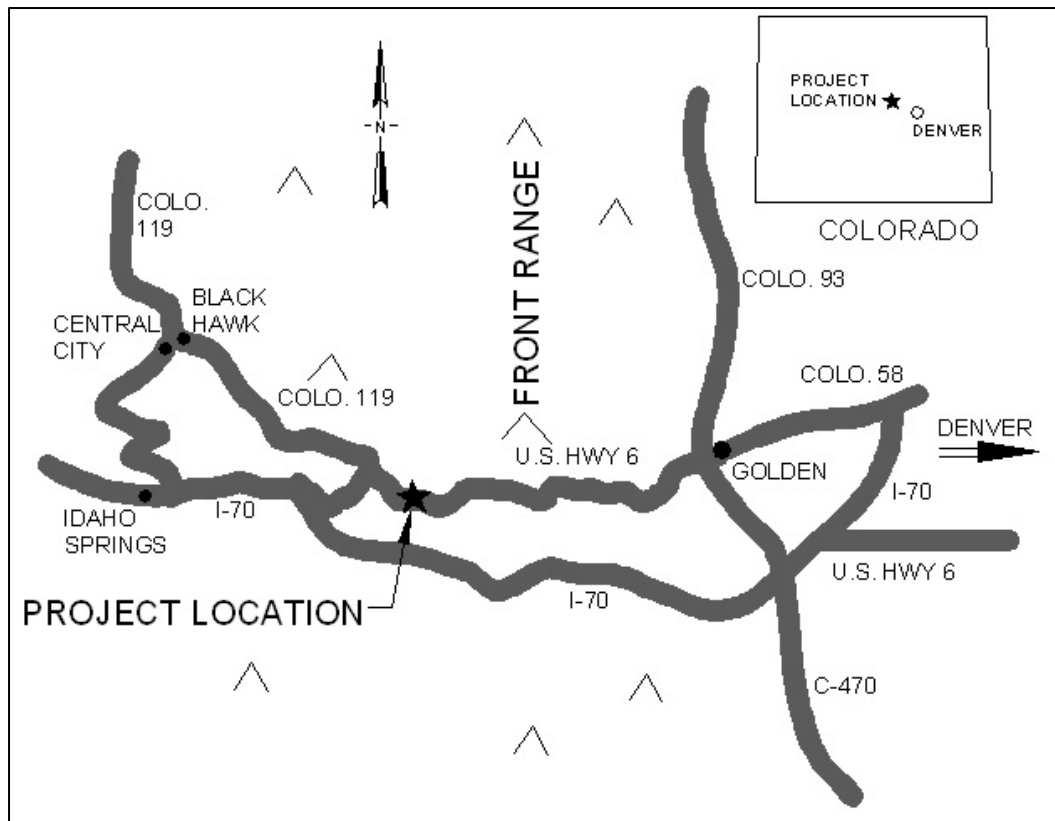 PROJECT
LOCATION
DENVER
COLORADO
N
FRONT RANGE
COLO.
119
BLACK
HAWK
CENTRAL
CITY
COLO. 93
COLO. 119
COLO. 58
U.S. HWY 6
GOLDEN
DENVER
I-70
IDAHO
SPRINGS
I-70
U.S. HWY 6
PROJECT LOCATION
I-70
C-470